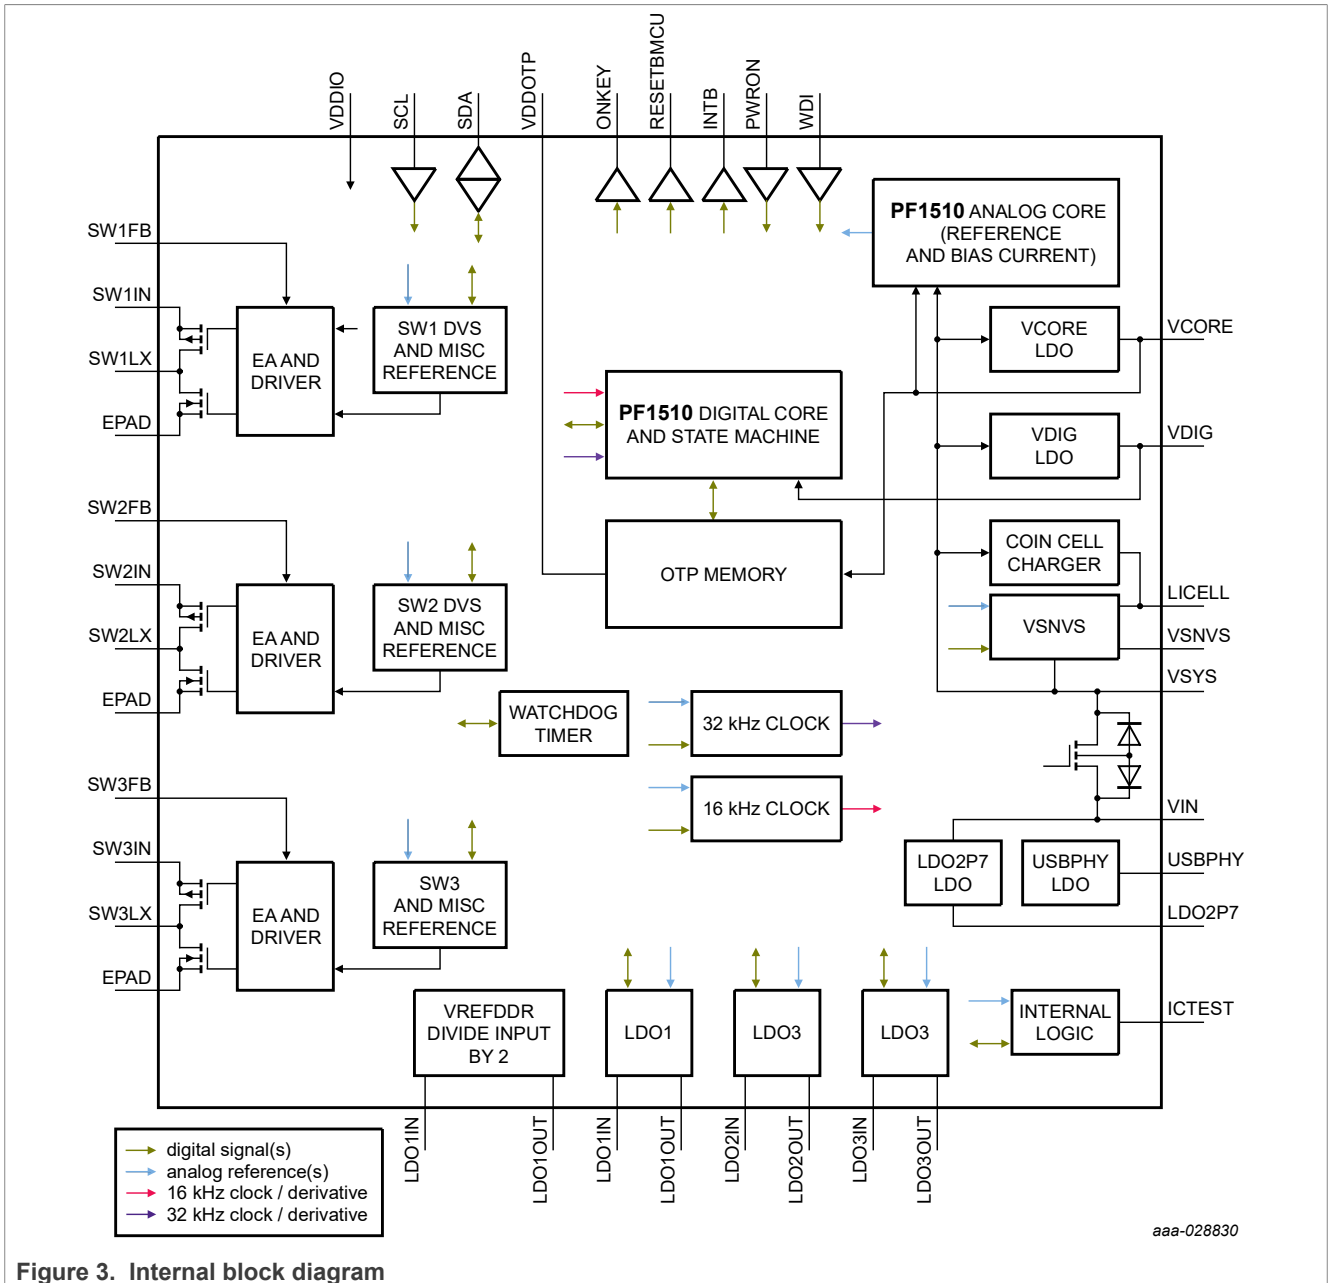 VDDIO
SCL
SDA
VDDOTP
ONKEY
RESETBMCU
INTB
PWRON
WDI
SW1FB
SW1IN
SW1LX
EPAD
EA AND
DRIVER
SW1 DVS
AND MISC
REFERENCE
PF1510 ANALOG CORE
(REFERENCE
AND BIAS CURRENT)
VCORE
LDO
VCORE
PF1510 DIGITAL CORE
AND STATE MACHINE
VDIG
LDO
VDIG
SW2FB
SW2IN
SW2LX
EPAD
EA AND
DRIVER
SW2 DVS
AND MISC
REFERENCE
OTP MEMORY
COIN CELL
CHARGER
LICELL
VSNVS
VSNVS
VSYS
WATCHDOG
TIMER
32 kHz CLOCK
16 kHz CLOCK
SW3FB
SW3IN
SW3LX
EPAD
EA AND
DRIVER
SW3
AND MISC
REFERENCE
VIN
LDO2P7
LDO
USBPHY
LDO
USBPHY
LDO2P7
VREFDDR
DIVIDE INPUT
BY 2
LDO1
LDO3
LDO3
INTERNAL
LOGIC
ICTEST
LDO1IN
LDO1OUT
LDO1IN
LDO1OUT
LDO2IN
LDO2OUT
LDO3IN
LDO3OUT
digital signal(s)
analog reference(s)
16 kHz clock / derivative
32 kHz clock / derivative
aaa-028830
Figure 3. Internal block diagram